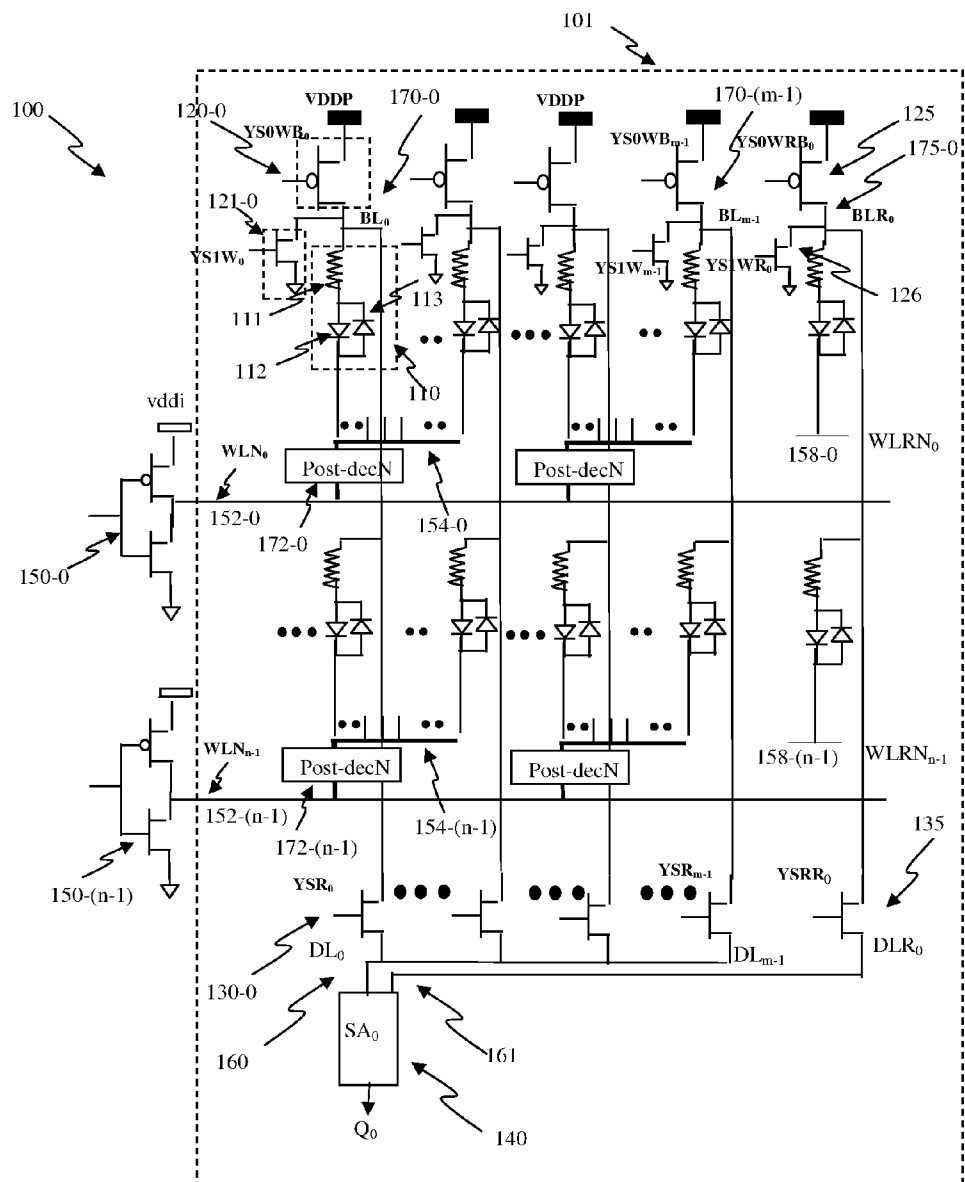 101
100
120-0
YS0WB₀
VDDP
170-0
VDDP
170-(m-1)
YS0WBₘ₋₁
YS0WRB₀
125
175-0
121-0
BL₀
BLₘ₋₁
BLR₀
YS1W₀
YS1Wₘ₋₁
YS1WR₀
111
113
126
112
110
vddi
WLN₀
Post-decN
Post-decN
158-0
WLRN₀
152-0
172-0
154-0
150-0
WLNₙ₋₁
Post-decN
Post-decN
158-(n-1)
WLRNₙ₋₁
152-(n-1)
172-(n-1)
154-(n-1)
150-(n-1)
YSR₀
YSRₘ₋₁
YSRR₀
135
DL₀
DLₘ₋₁
DLR₀
130-0
160
SA₀
161
Q₀
140